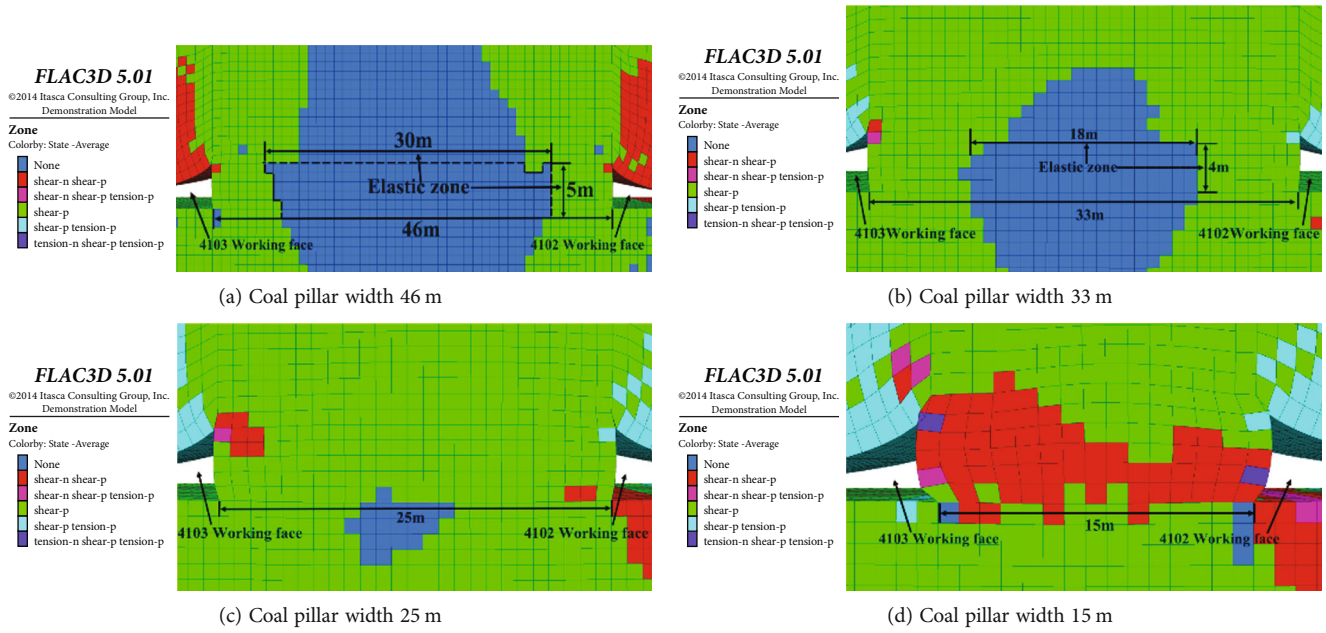 FLAC3D 5.01
©2014 Itasca Consulting Group, Inc.
Demonstration Model
Zone
Colorby: State -Average
None
shear-n shear-p
shear-n shear-p tension-p
shear-p
shear-p tension-p
tension-n shear-p tension-p
30m
Elastic zone
5m
46m
4103 Working face
4102 Working face
(a) Coal pillar width 46 m
FLAC3D 5.01
©2014 Itasca Consulting Group, Inc.
Demonstration Model
Zone
Colorby: State -Average
None
shear-n shear-p
shear-n shear-p tension-p
shear-p
shear-p tension-p
tension-n shear-p tension-p
18m
Elastic zone
4m
33m
4103Working face
4102Working face
(b) Coal pillar width 33 m
FLAC3D 5.01
©2014 Itasca Consulting Group, Inc.
Demonstration Model
Zone
Colorby: State -Average
None
shear-n shear-p
shear-n shear-p tension-p
shear-p
shear-p tension-p
tension-n shear-p tension-p
25m
4103 Working face
4102 Working face
(c) Coal pillar width 25 m
FLAC3D 5.01
©2014 Itasca Consulting Group, Inc.
Demonstration Model
Zone
Colorby: State -Average
None
shear-n shear-p
shear-n shear-p tension-p
shear-p
shear-p tension-p
tension-n shear-p tension-p
15m
4103 Working face
4102 Working face
(d) Coal pillar width 15 m